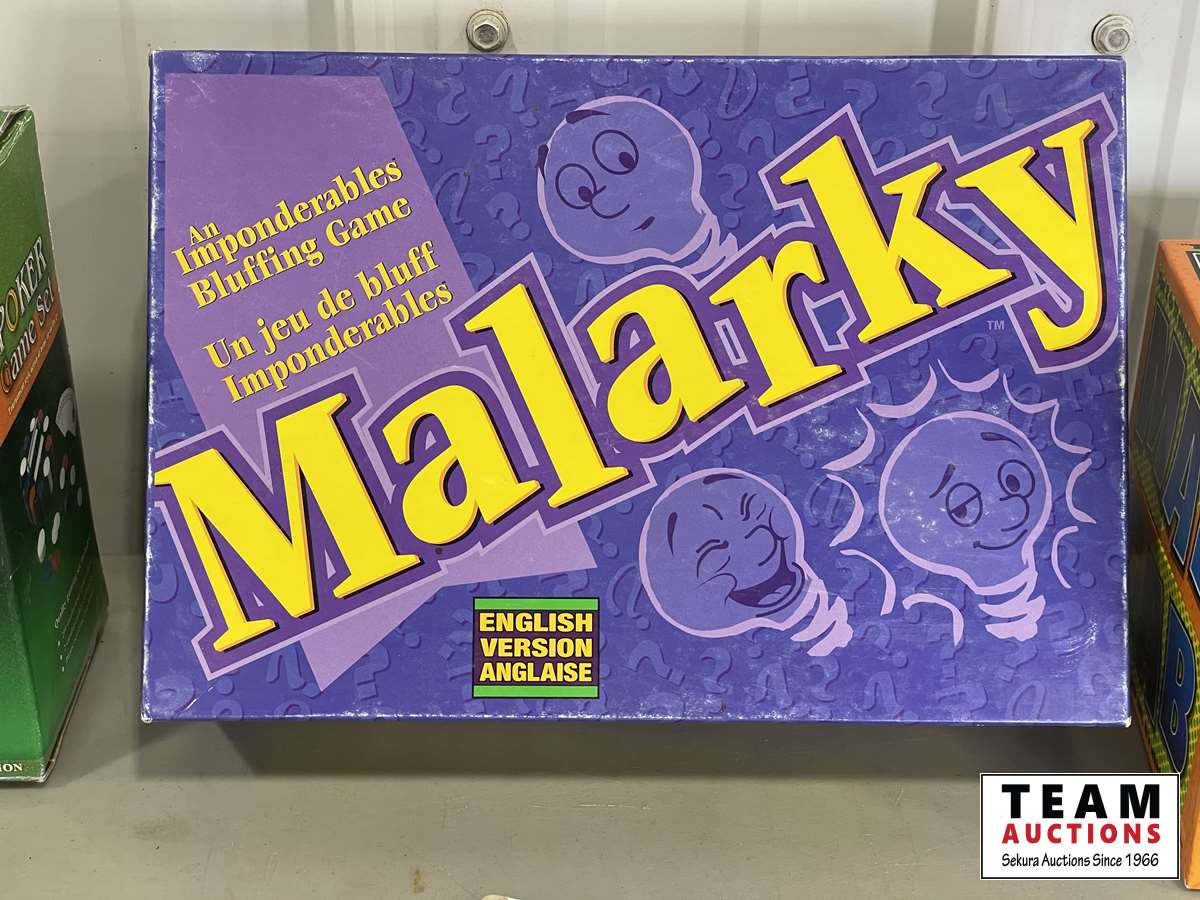 An
Imponderables
Bluffing Game
Un jeu de bluff
Imponderables
Malarky
TM
ENGLISH
VERSION
ANGLAISE
POKER
Game Set
ION
TEAM
AUCTIONS
Sekura Auctions Since 1966